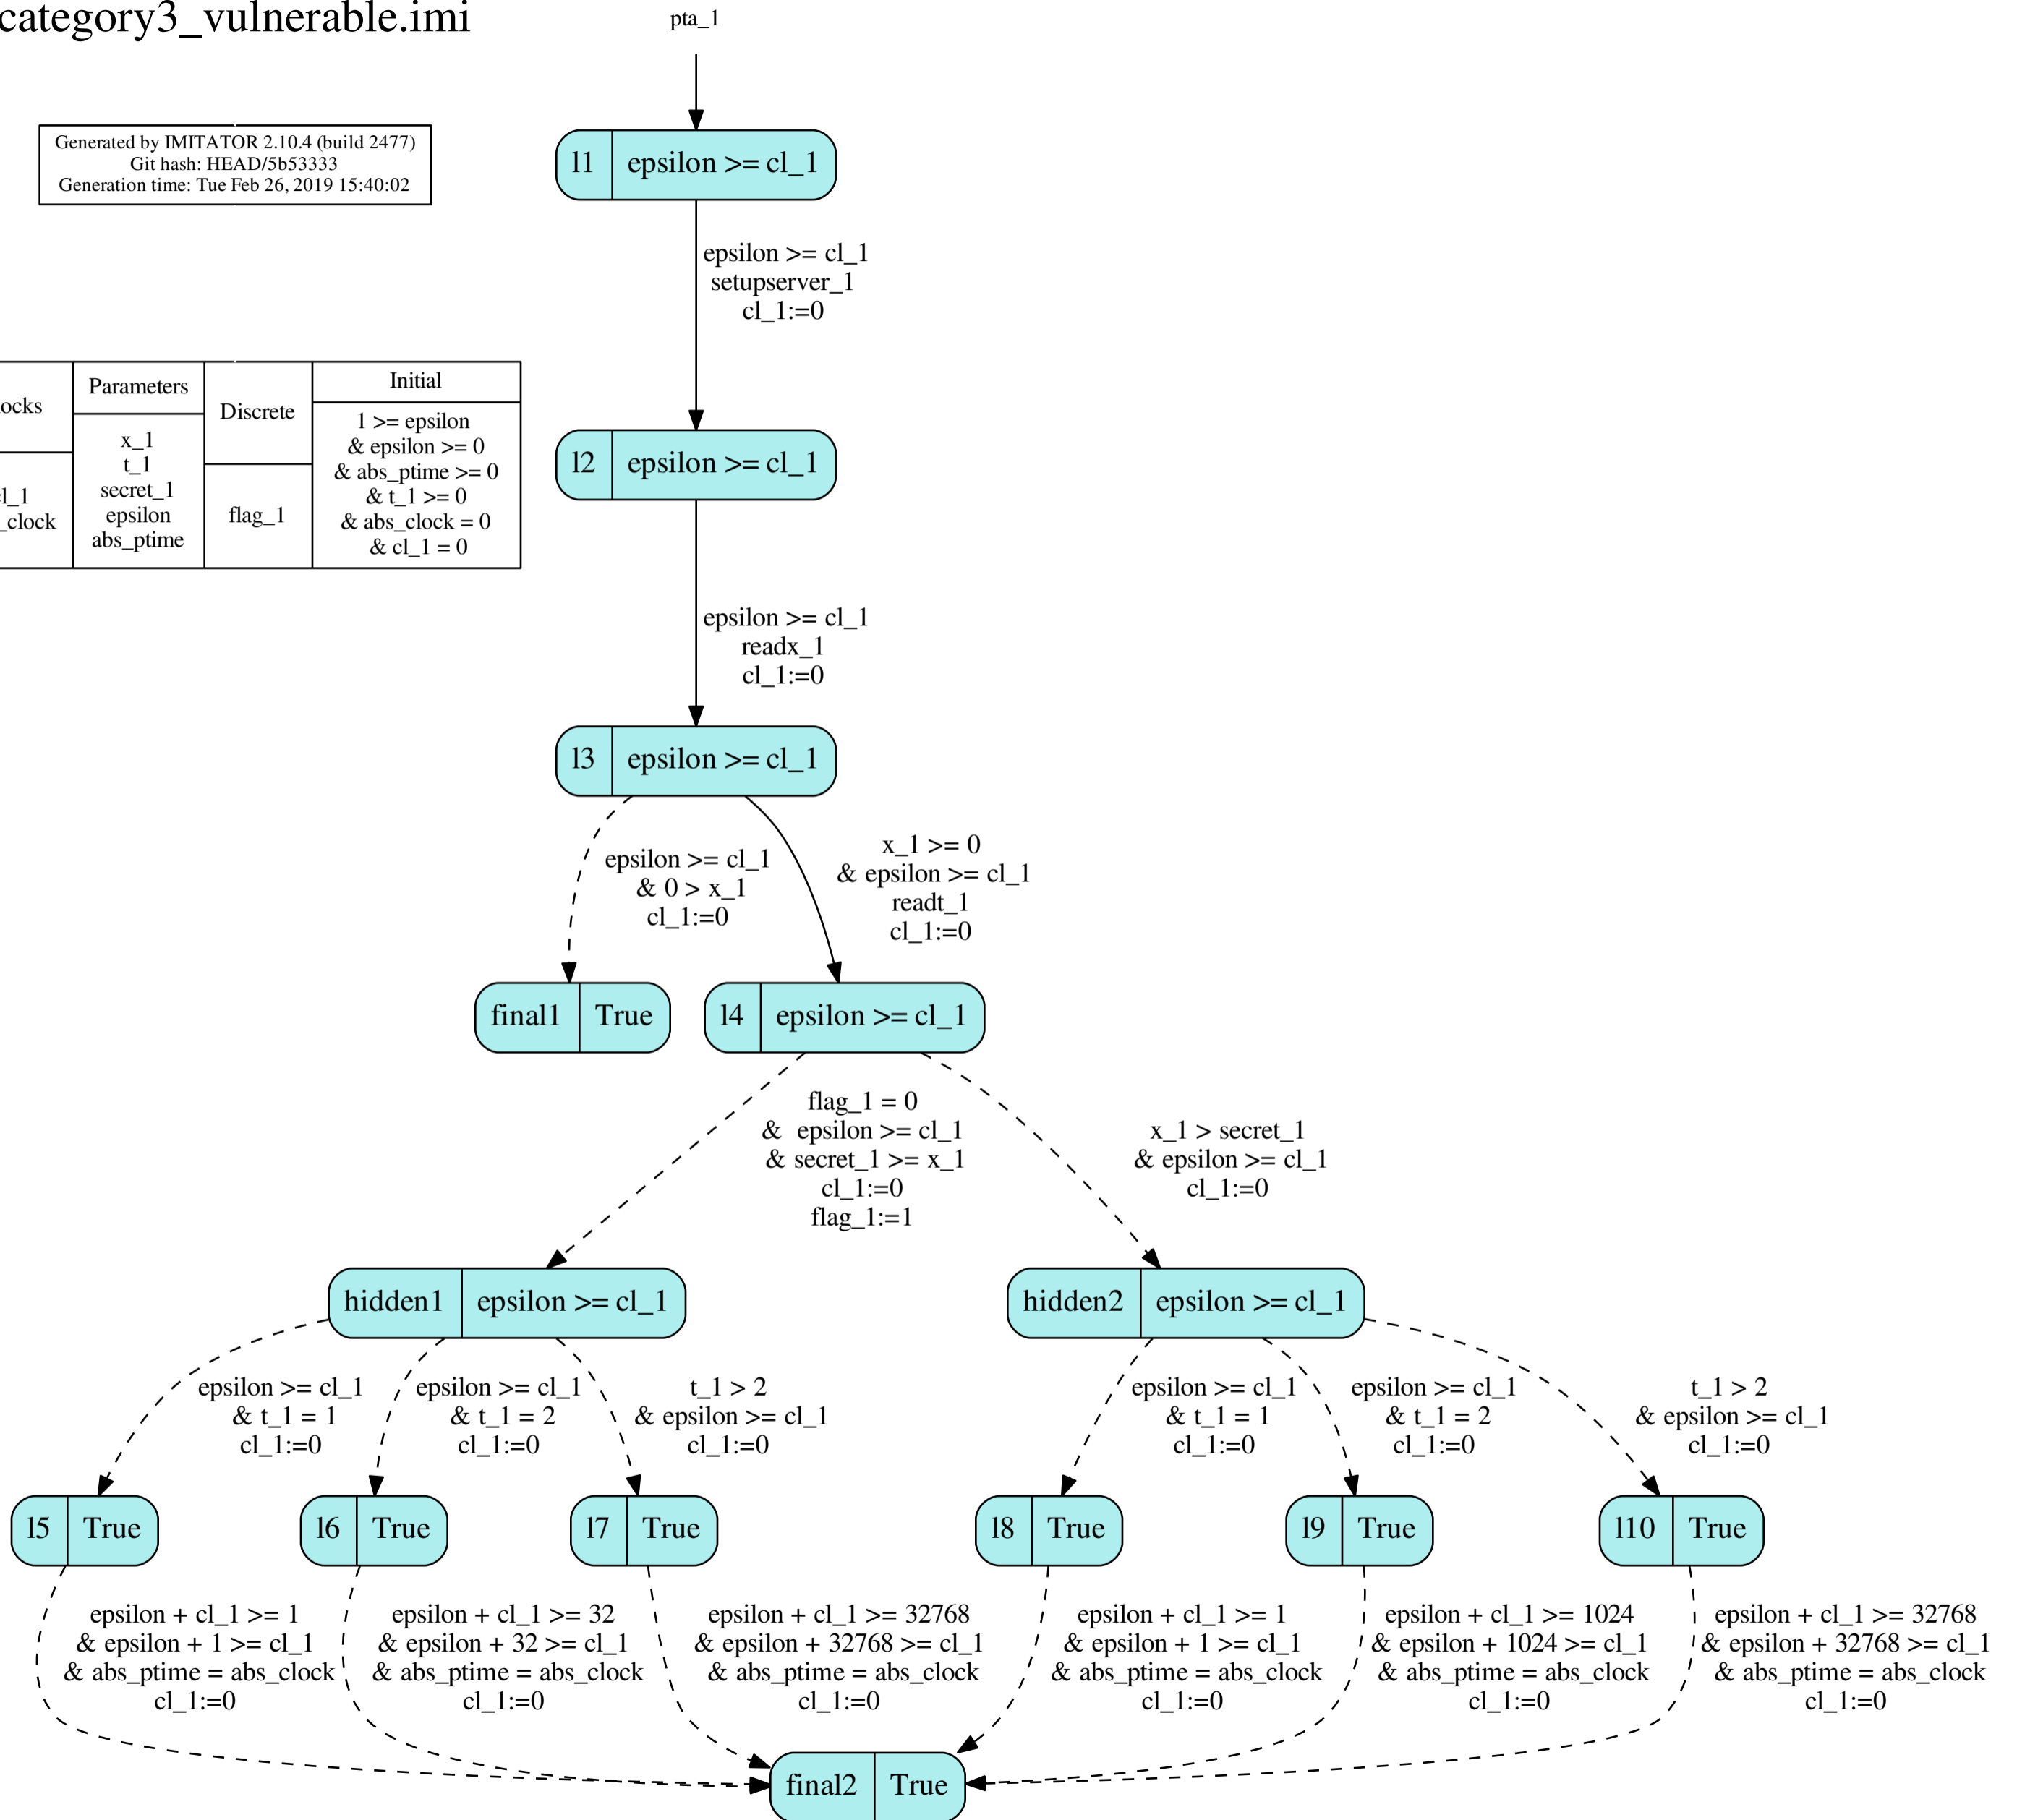 category3_vulnerable.imi
pta_1
Generated by IMITATOR 2.10.4 (build 2477)
Git hash: HEAD/5b53333
Generation time: Tue Feb 26, 2019 15:40:02
l1 epsilon >= cl_1
epsilon >= cl_1
setupserver_1
cl_1:=0
Parameters
x_1
t_1
secret_1
epsilon
abs_ptime
Discrete
flag_1
Initial
1 >= epsilon
& epsilon >= 0
& abs_ptime >= 0
& t_1 >= 0
& abs_clock = 0
& cl_1 = 0
l2 epsilon >= cl_1
epsilon >= cl_1
readx_1
cl_1:=0
l3 epsilon >= cl_1
epsilon >= cl_1
& 0 > x_1
cl_1:=0
x_1 >= 0
& epsilon >= cl_1
readt_1
cl_1:=0
final1 True
l4 epsilon >= cl_1
flag_1 = 0
& epsilon >= cl_1
& secret_1 >= x_1
cl_1:=0
flag_1:=1
x_1 > secret_1
& epsilon >= cl_1
cl_1:=0
hidden1 epsilon >= cl_1
hidden2 epsilon >= cl_1
epsilon >= cl_1
& t_1 = 1
cl_1:=0
epsilon >= cl_1
& t_1 = 2
cl_1:=0
t_1 > 2
& epsilon >= cl_1
cl_1:=0
epsilon >= cl_1
& t_1 = 1
cl_1:=0
epsilon >= cl_1
& t_1 = 2
cl_1:=0
t_1 > 2
& epsilon >= cl_1
cl_1:=0
l5 True
l6 True
l7 True
l8 True
l9 True
l10 True
epsilon + cl_1 >= 1
& epsilon + 1 >= cl_1
& abs_ptime = abs_clock
cl_1:=0
epsilon + cl_1 >= 32
& epsilon + 32 >= cl_1
& abs_ptime = abs_clock
cl_1:=0
epsilon + cl_1 >= 32768
& epsilon + 32768 >= cl_1
& abs_ptime = abs_clock
cl_1:=0
epsilon + cl_1 >= 1
& epsilon + 1 >= cl_1
& abs_ptime = abs_clock
cl_1:=0
epsilon + cl_1 >= 1024
& epsilon + 1024 >= cl_1
& abs_ptime = abs_clock
cl_1:=0
epsilon + cl_1 >= 32768
& epsilon + 32768 >= cl_1
& abs_ptime = abs_clock
cl_1:=0
final2 True